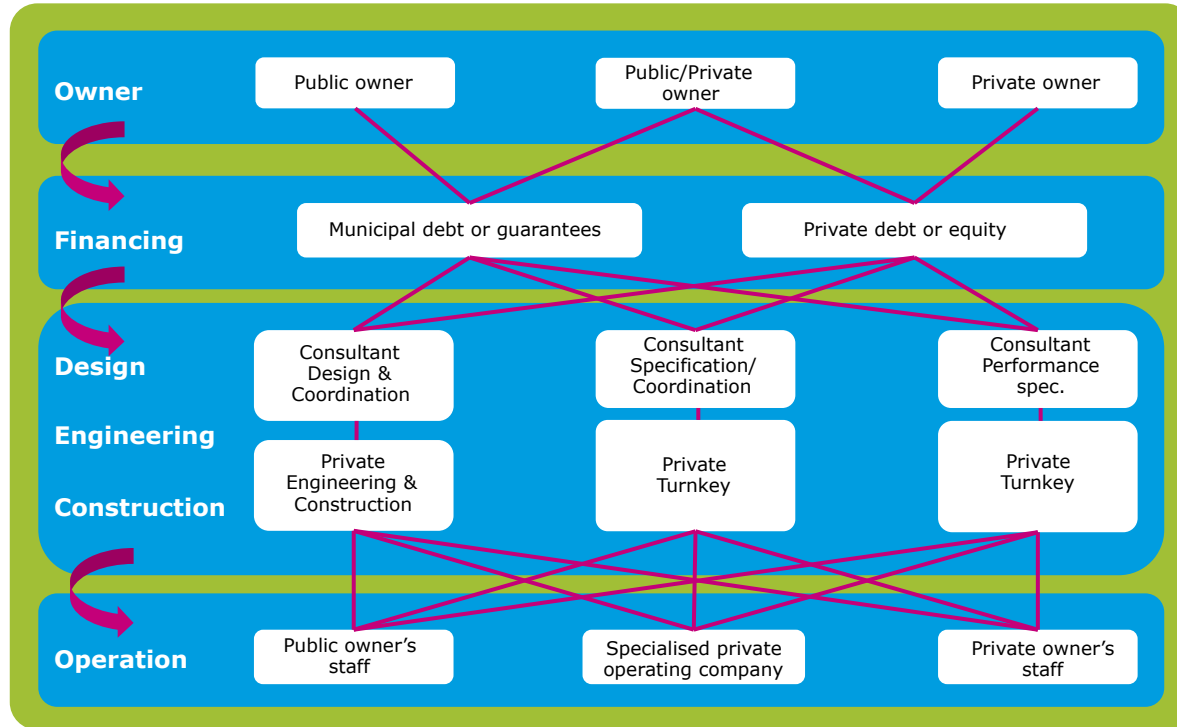 Owner
Public owner
Public/Private
owner
Private owner
Financing
Municipal debt or guarantees
Private debt or equity
Design
Engineering
Construction
Consultant
Design &
Coordination
Consultant
Specification/
Coordination
Consultant
Performance
spec.
Private
Engineering &
Construction
Private
Turnkey
Private
Turnkey
Operation
Public owner’s
staff
Specialised private
operating company
Private owner’s
staff